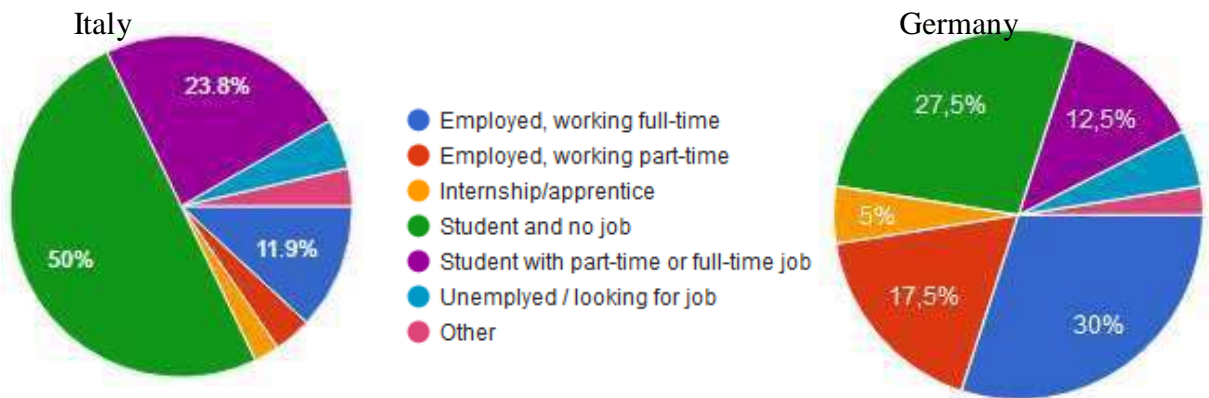 Italy
23.8%
50%
11.9%
Employed, working full-time
Employed, working part-time
Internship/apprentice
Student and no job
Student with part-time or full-time job
Unemplyed / looking for job
Other
Germany
27,5%
12,5%
5%
17,5%
30%